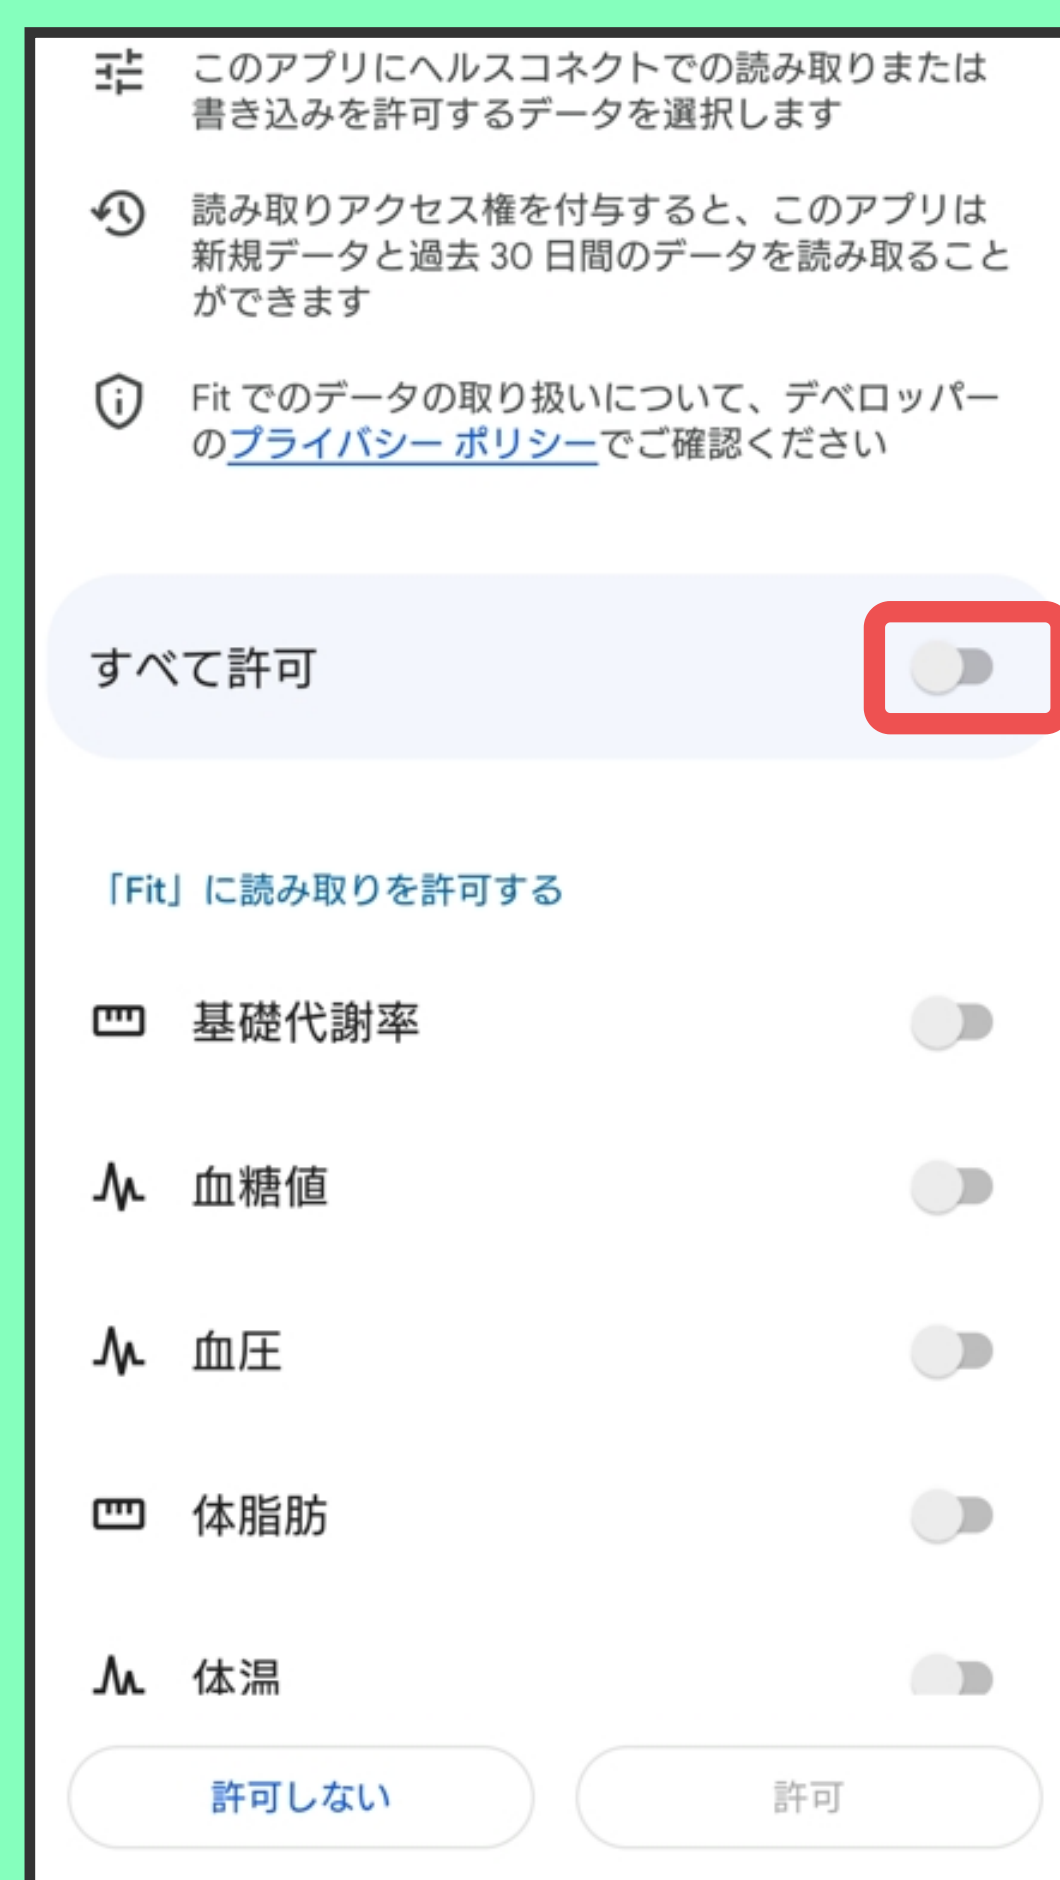 このアプリにヘルスコネクトでの読み取りまたは
書き込みを許可するデータを選択します
読み取りアクセス権を付与すると、このアプリは
新規データと過去 30 日間のデータを読み取ること
ができます
Fit でのデータの取り扱いについて、デベロッパー
のプライバシー ポリシーでご確認ください
すべて許可
「Fit」に読み取りを許可する
基礎代謝率
血糖値
血圧
体脂肪
体温
許可しない
許可